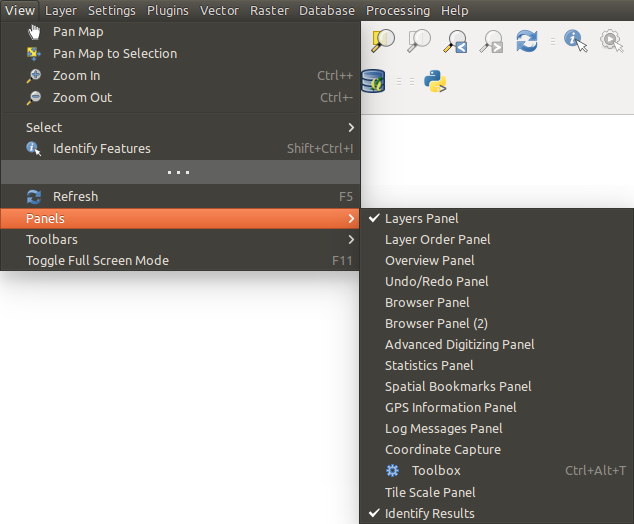 View Layer Settings Plugins Vector Raster Database Processing Help
Pan Map
Pan Map to Selection
Zoom In Ctrl++
Zoom Out Ctrl+-
Select
Identify Features Shift+Ctrl+I
...
Refresh F5
Panels
Toolbars
Toggle Full Screen Mode F11
Layers Panel
Layer Order Panel
Overview Panel
Undo/Redo Panel
Browser Panel
Browser Panel (2)
Advanced Digitizing Panel
Statistics Panel
Spatial Bookmarks Panel
GPS Information Panel
Log Messages Panel
Coordinate Capture
Toolbox Ctrl+Alt+T
Tile Scale Panel
Identify Results